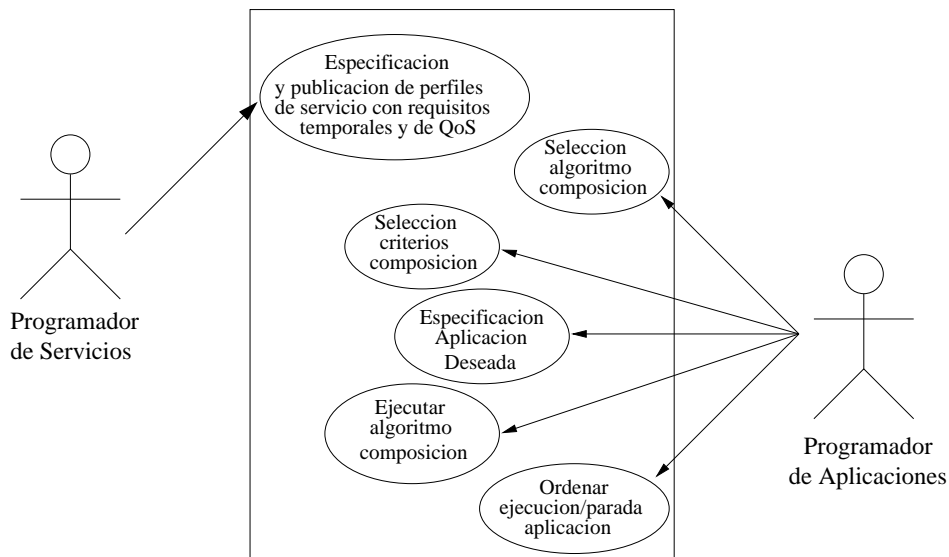 Especificacion
y publicacion de perfiles
de servicio con requisitos
temporales y de QoS
Seleccion
algoritmo
composicion
Seleccion
criterios
composicion
Especificacion
Aplicacion
Deseada
Ejecutar
algoritmo
composicion
Ordenar
ejecucion/parada
aplicacion
Programador
de Servicios
Programador
de Aplicaciones